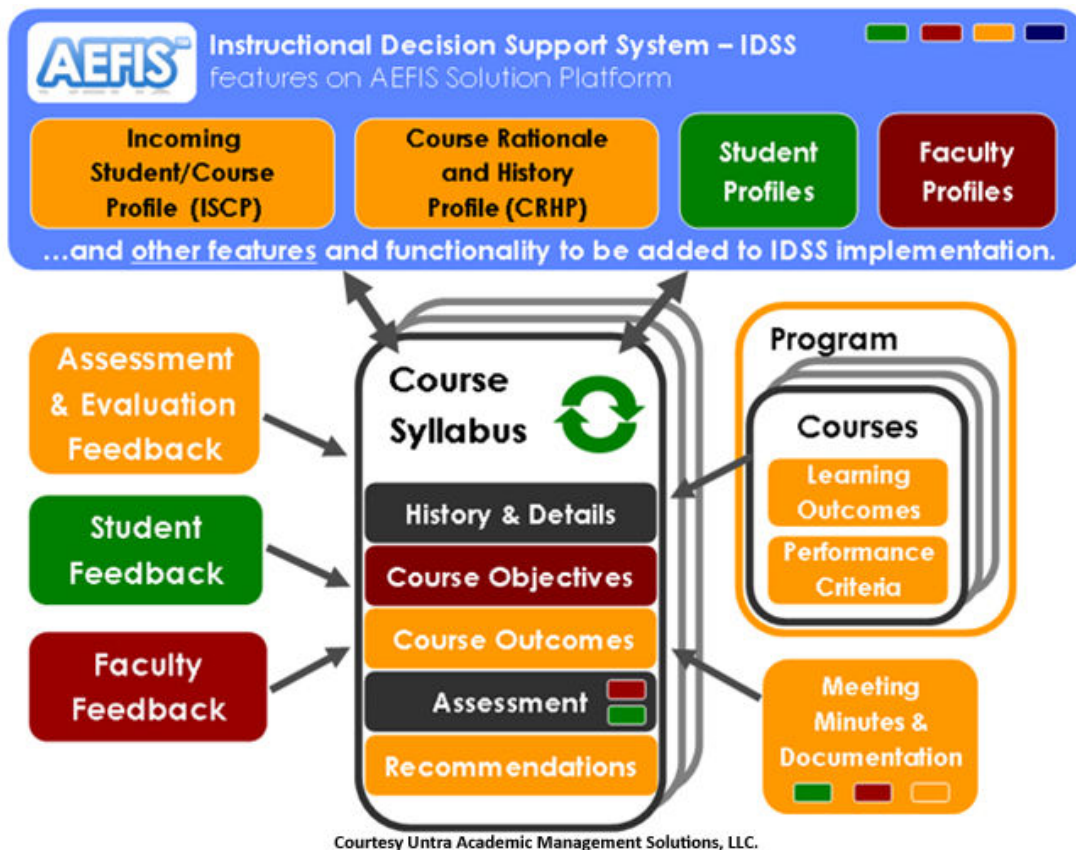 AEFIS™
Instructional Decision Support System – IDSS
features on AEFIS Solution Platform
Incoming
Student/Course
Profile (ISCP)
Course Rationale
and History
Profile (CRHP)
Student
Profiles
Faculty
Profiles
...and other features and functionality to be added to IDSS implementation.
Assessment
& Evaluation
Feedback
Student
Feedback
Faculty
Feedback
Course
Syllabus
History & Details
Course Objectives
Course Outcomes
Assessment
Recommendations
Program
Courses
Learning
Outcomes
Performance
Criteria
Meeting
Minutes &
Documentation
Courtesy Untra Academic Management Solutions, LLC.